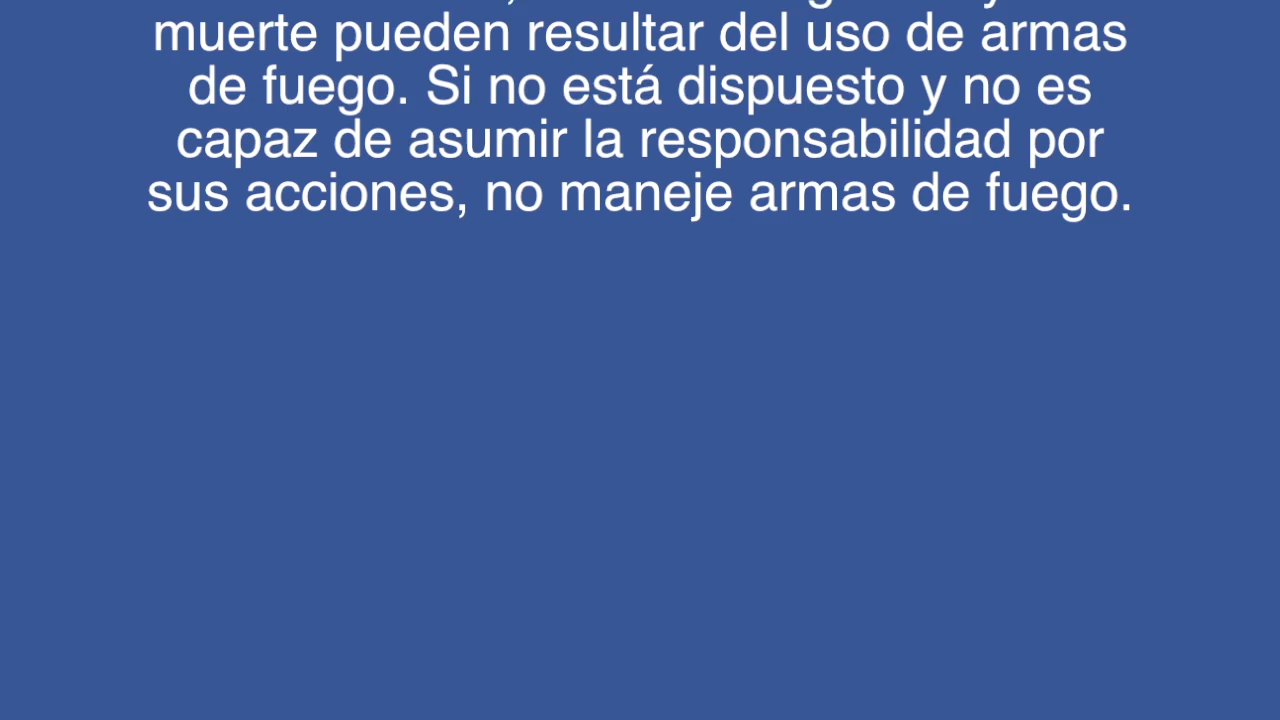 muerte pueden resultar del uso de armas
de fuego. Si no está dispuesto y no es
capaz de asumir la responsabilidad por
sus acciones, no maneje armas de fuego.